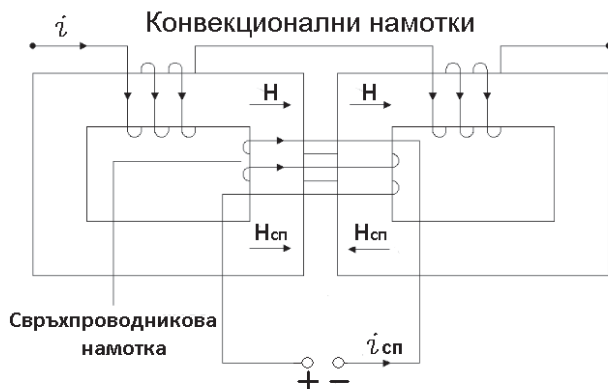 Конвекционални намотки
i
H H
Hсп Hсп
Свръхпроводникова
намотка
iсп
+ −